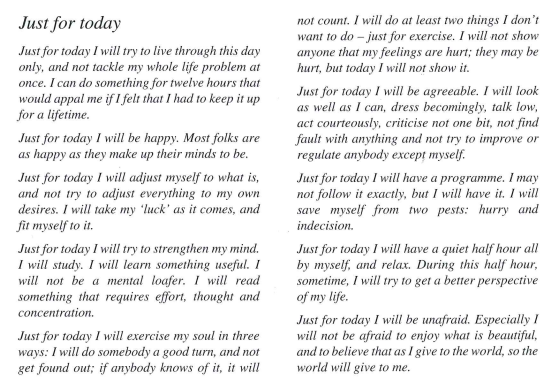 Just for today
Just for today I will try to live through this day
only, and not tackle my whole life problem at
once. I can do something for twelve hours that
would appal me if I felt that I had to keep it up
for a lifetime.
Just for today I will be happy. Most folks are
as happy as they make up their minds to be.
Just for today I will adjust myself to what is,
and not try to adjust everything to my own
desires. I will take my ‘luck’ as it comes, and
fit myself to it.
Just for today I will try to strengthen my mind.
I will study. I will learn something useful. I
will not be a mental loafer. I will read
something that requires effort, thought and
concentration.
Just for today I will exercise my soul in three
ways: I will do somebody a good turn, and not
get found out; if anybody knows of it, it will
not count. I will do at least two things I don’t
want to do – just for exercise. I will not show
anyone that my feelings are hurt; they may be
hurt, but today I will not show it.
Just for today I will be agreeable. I will look
as well as I can, dress becomingly, talk low,
act courteously, criticise not one bit, not find
fault with anything and not try to improve or
regulate anybody except myself.
Just for today I will have a programme. I may
not follow it exactly, but I will have it. I will
save myself from two pests: hurry and
indecision.
Just for today I will have a quiet half hour all
by myself, and relax. During this half hour,
sometime, I will try to get a better perspective
of my life.
Just for today I will be unafraid. Especially I
will not be afraid to enjoy what is beautiful,
and to believe that as I give to the world, so the
world will give to me.